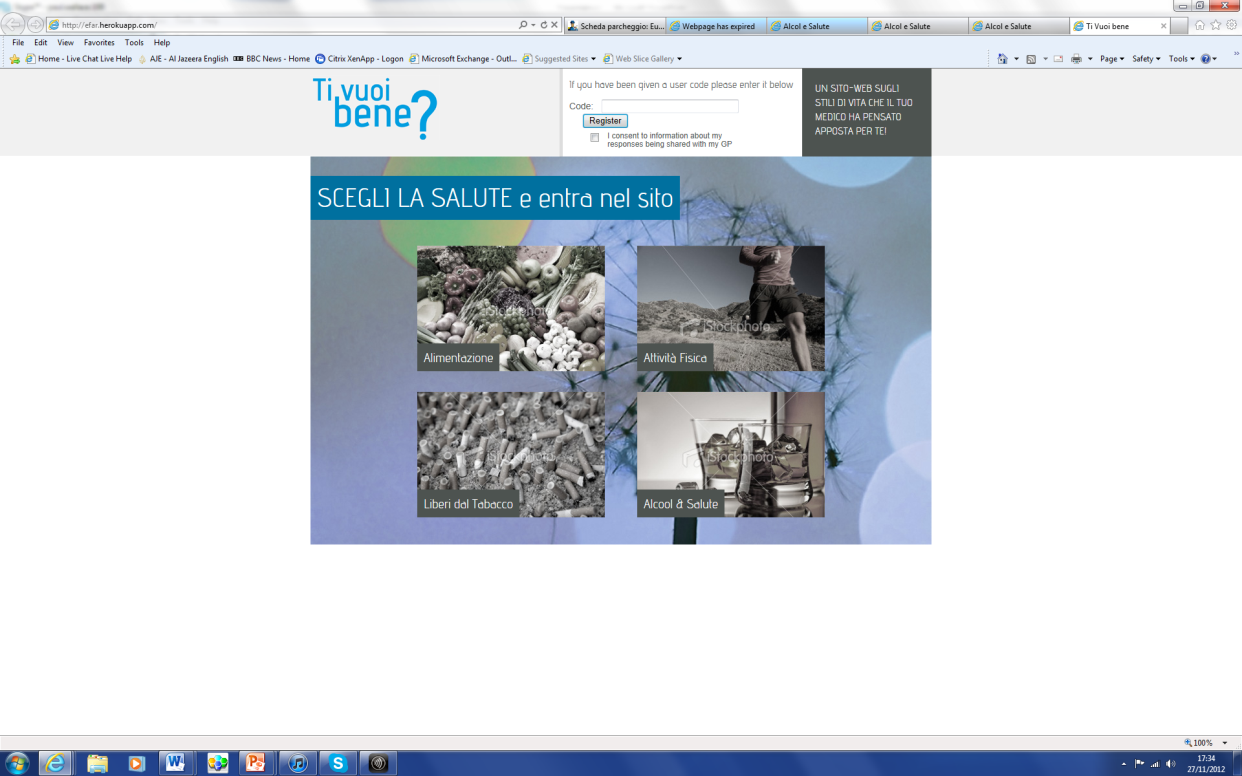 http://efar.herokuapp.com/
Scheda parcheggio: Eu...
Webpage has expired
Alcol e Salute
Alcol e Salute
Alcol e Salute
Ti Vuoi bene
File Edit View Favorites Tools Help
Home - Live Chat Live Help
AJE - Al Jazeera English
BBC News - Home
Citrix XenApp - Logon
Microsoft Exchange - Outl...
Suggested Sites
Web Slice Gallery
Page Safety Tools
Ti vuoi
bene?
If you have been given a user code please enter it below
Code:
Register
I consent to information about my
responses being shared with my GP
UN SITO-WEB SUGLI
STILI DI VITA CHE IL TUO
MEDICO HA PENSATO
APPOSTA PER TE!
SCEGLI LA SALUTE e entra nel sito
iStockphoto
Alimentazione
iStockphoto
Attività Fisica
iStockphoto
Liberi dal Tabacco
iStockphoto
Alcool & Salute
100%
17:34
27/11/2012